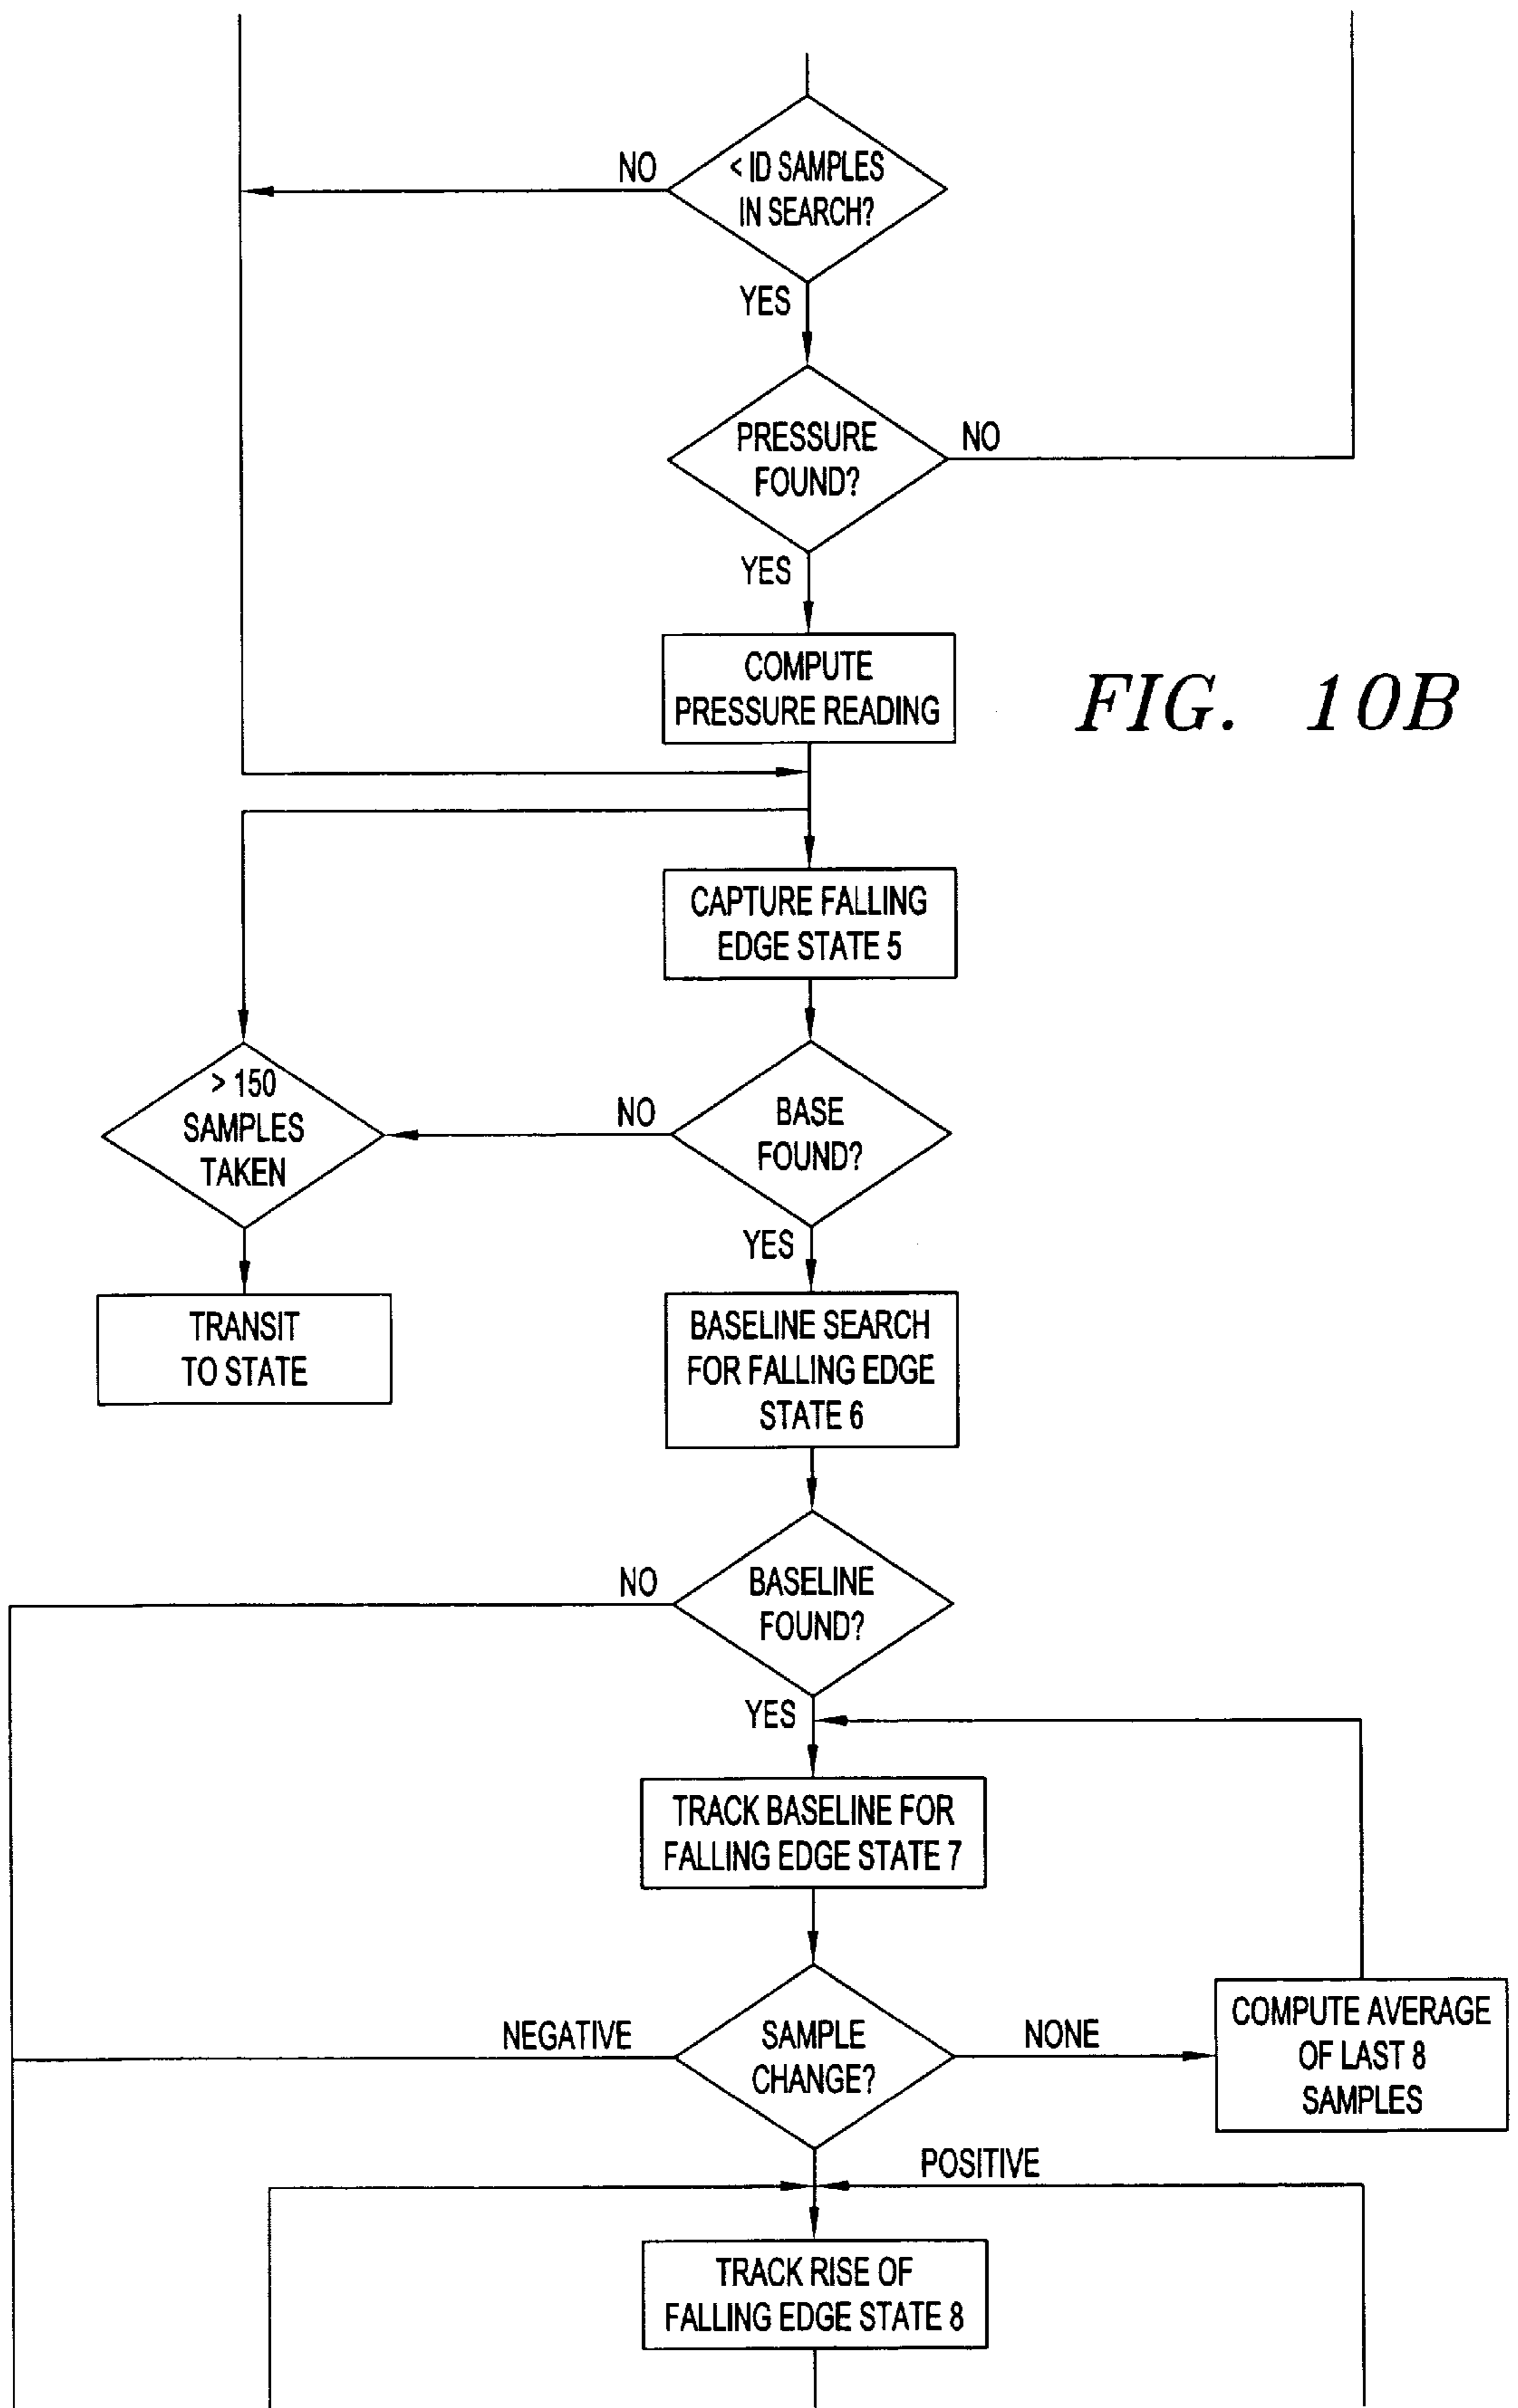 NO
< ID SAMPLES
IN SEARCH?
YES
PRESSURE
FOUND?
NO
YES
COMPUTE
PRESSURE READING
FIG. 10B
CAPTURE FALLING
EDGE STATE 5
> 150
SAMPLES
TAKEN
NO
BASE
FOUND?
YES
TRANSIT
TO STATE
BASELINE SEARCH
FOR FALLING EDGE
STATE 6
NO
BASELINE
FOUND?
YES
TRACK BASELINE FOR
FALLING EDGE STATE 7
NEGATIVE
SAMPLE
CHANGE?
NONE
COMPUTE AVERAGE
OF LAST 8
SAMPLES
POSITIVE
TRACK RISE OF
FALLING EDGE STATE 8